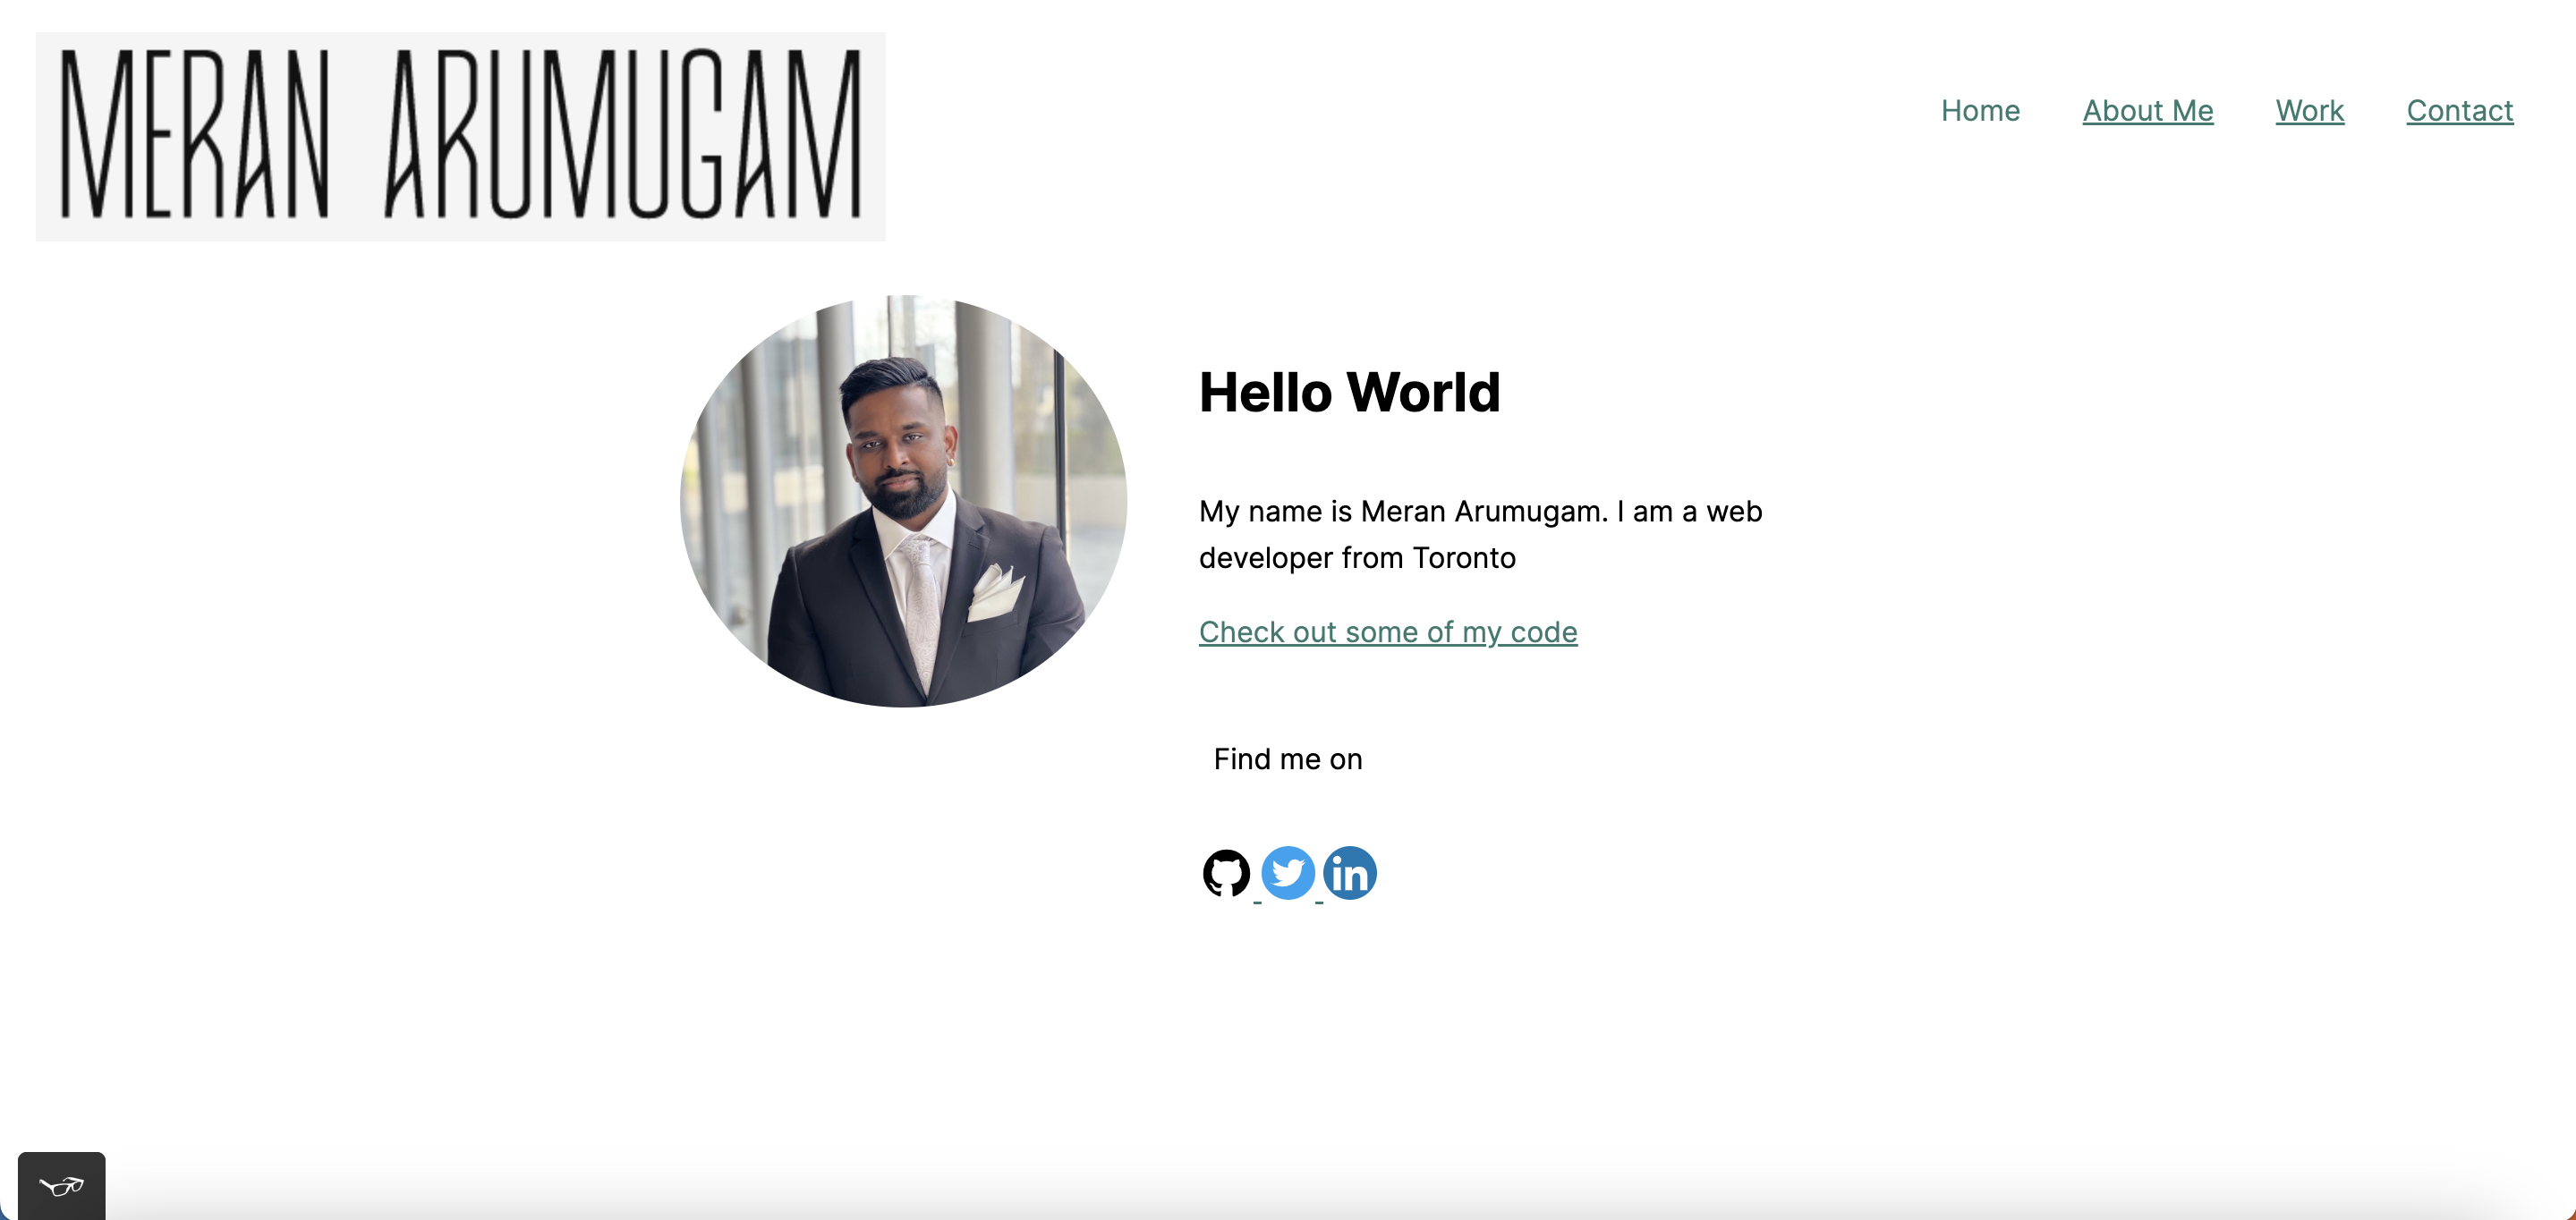 MERAN ARUMUGAM
Home About Me Work Contact
Hello World
My name is Meran Arumugam. I am a web
developer from Toronto
Check out some of my code
Find me on
in